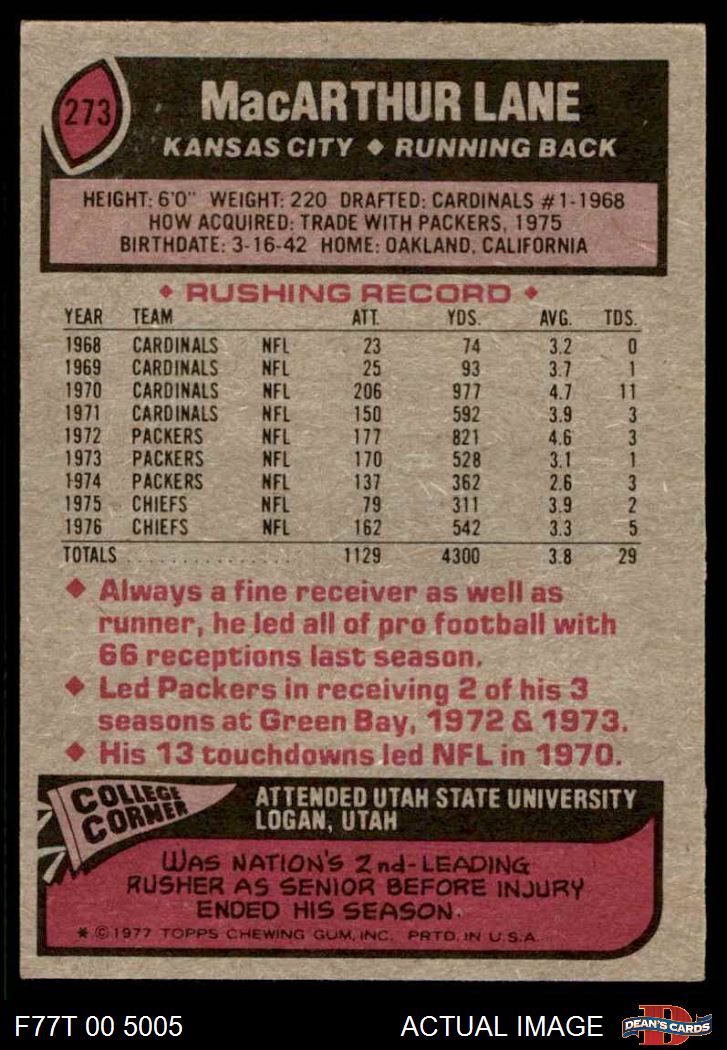 273
MacARTHUR LANE
KANSAS CITY ◆ RUNNING BACK
HEIGHT: 6'0" WEIGHT: 220 DRAFTED: CARDINALS #1-1968
HOW ACQUIRED: TRADE WITH PACKERS, 1975
BIRTHDATE: 3-16-42 HOME: OAKLAND, CALIFORNIA
◆ RUSHING RECORD ◆
YEAR TEAM ATT. YDS. AVG. TDS.
1968 CARDINALS NFL 23 74 3.2 0
1969 CARDINALS NFL 25 93 3.7 1
1970 CARDINALS NFL 206 977 4.7 11
1971 CARDINALS NFL 150 592 3.9 3
1972 PACKERS NFL 177 821 4.6 3
1973 PACKERS NFL 170 528 3.1 1
1974 PACKERS NFL 137 362 2.6 3
1975 CHIEFS NFL 79 311 3.9 2
1976 CHIEFS NFL 162 542 3.3 5
TOTALS ................ 1129 4300 3.8 29
◆ Always a fine receiver as well as
runner, he led all of pro football with
66 receptions last season.
◆ Led Packers in receiving 2 of his 3
seasons at Green Bay, 1972 & 1973.
◆ His 13 touchdowns led NFL in 1970.
COLLEGE
CORNER
ATTENDED UTAH STATE UNIVERSITY
LOGAN, UTAH
WAS NATION'S 2nd-LEADING
RUSHER AS SENIOR BEFORE INJURY
ENDED HIS SEASON.
* © 1977 TOPPS CHEWING GUM, INC. PRTD. IN U.S.A.
F77T 00 5005
ACTUAL IMAGE
D
DEAN'S CARDS